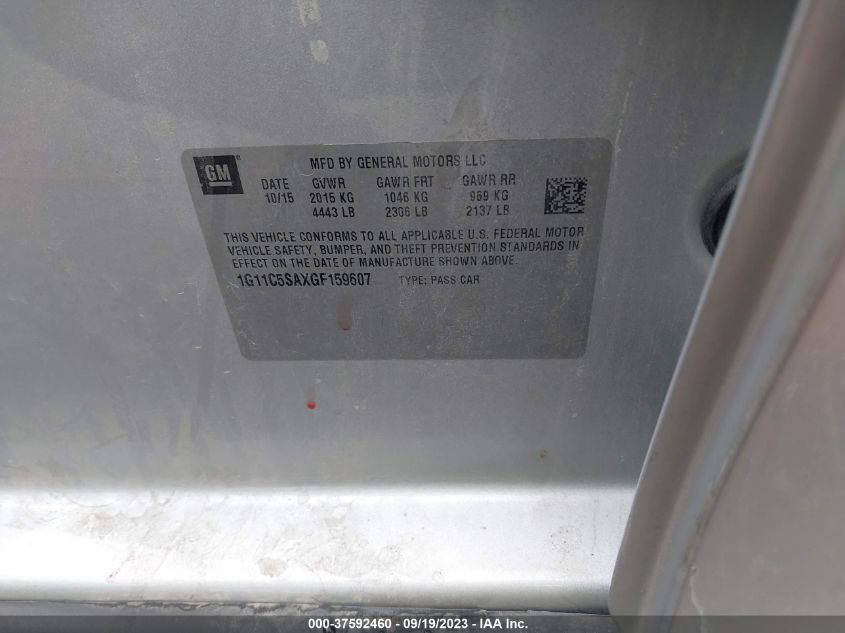 GM ®
MFD BY GENERAL MOTORS LLC
DATE GVWR GAWR FRT GAWR RR
10/15 2015 KG 1046 KG 969 KG
4443 LB 2306 LB 2137 LB
THIS VEHICLE CONFORMS TO ALL APPLICABLE U.S. FEDERAL MOTOR
VEHICLE SAFETY, BUMPER, AND THEFT PREVENTION STANDARDS IN
EFFECT ON THE DATE OF MANUFACTURE SHOWN ABOVE.
1G11C5SAXGF159607 TYPE: PASS CAR
000-37592460 - 09/19/2023 - IAA Inc.